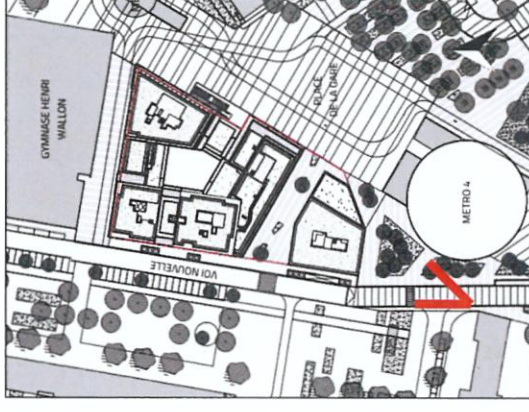 GYMNASE HENRI
WALLON
PLACE
DE LA GARE
METRO 4
VOI NOUVELLE